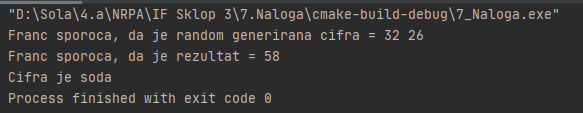 "D:\Sola\4.a\NRPA\IF Sklop 3\7.Naloga\cmake-build-debug\7_Naloga.exe"
Franc sporoca, da je random generirana cifra = 32 26
Franc sporoca, da je rezultat = 58
Cifra je soda
Process finished with exit code 0